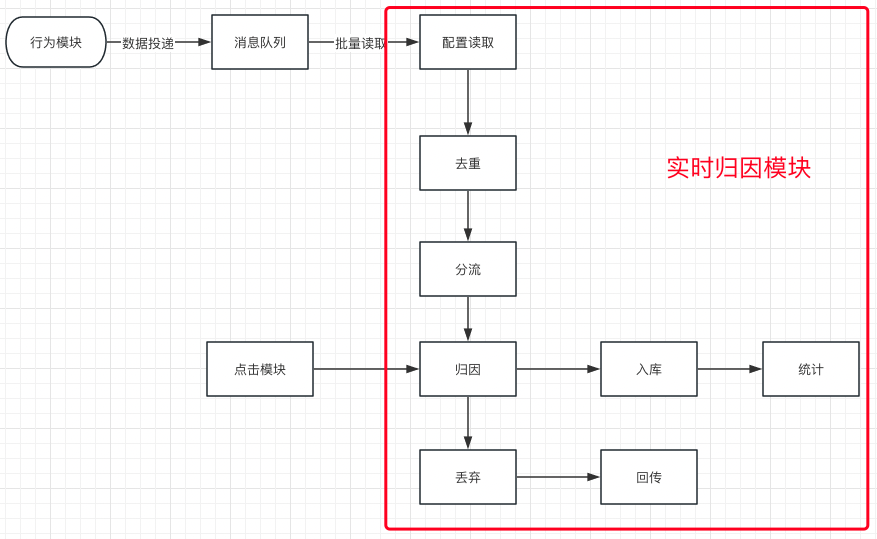 行为模块
数据投递
消息队列
批量读取
配置读取
去重
实时归因模块
分流
点击模块
归因
入库
统计
丢弃
回传